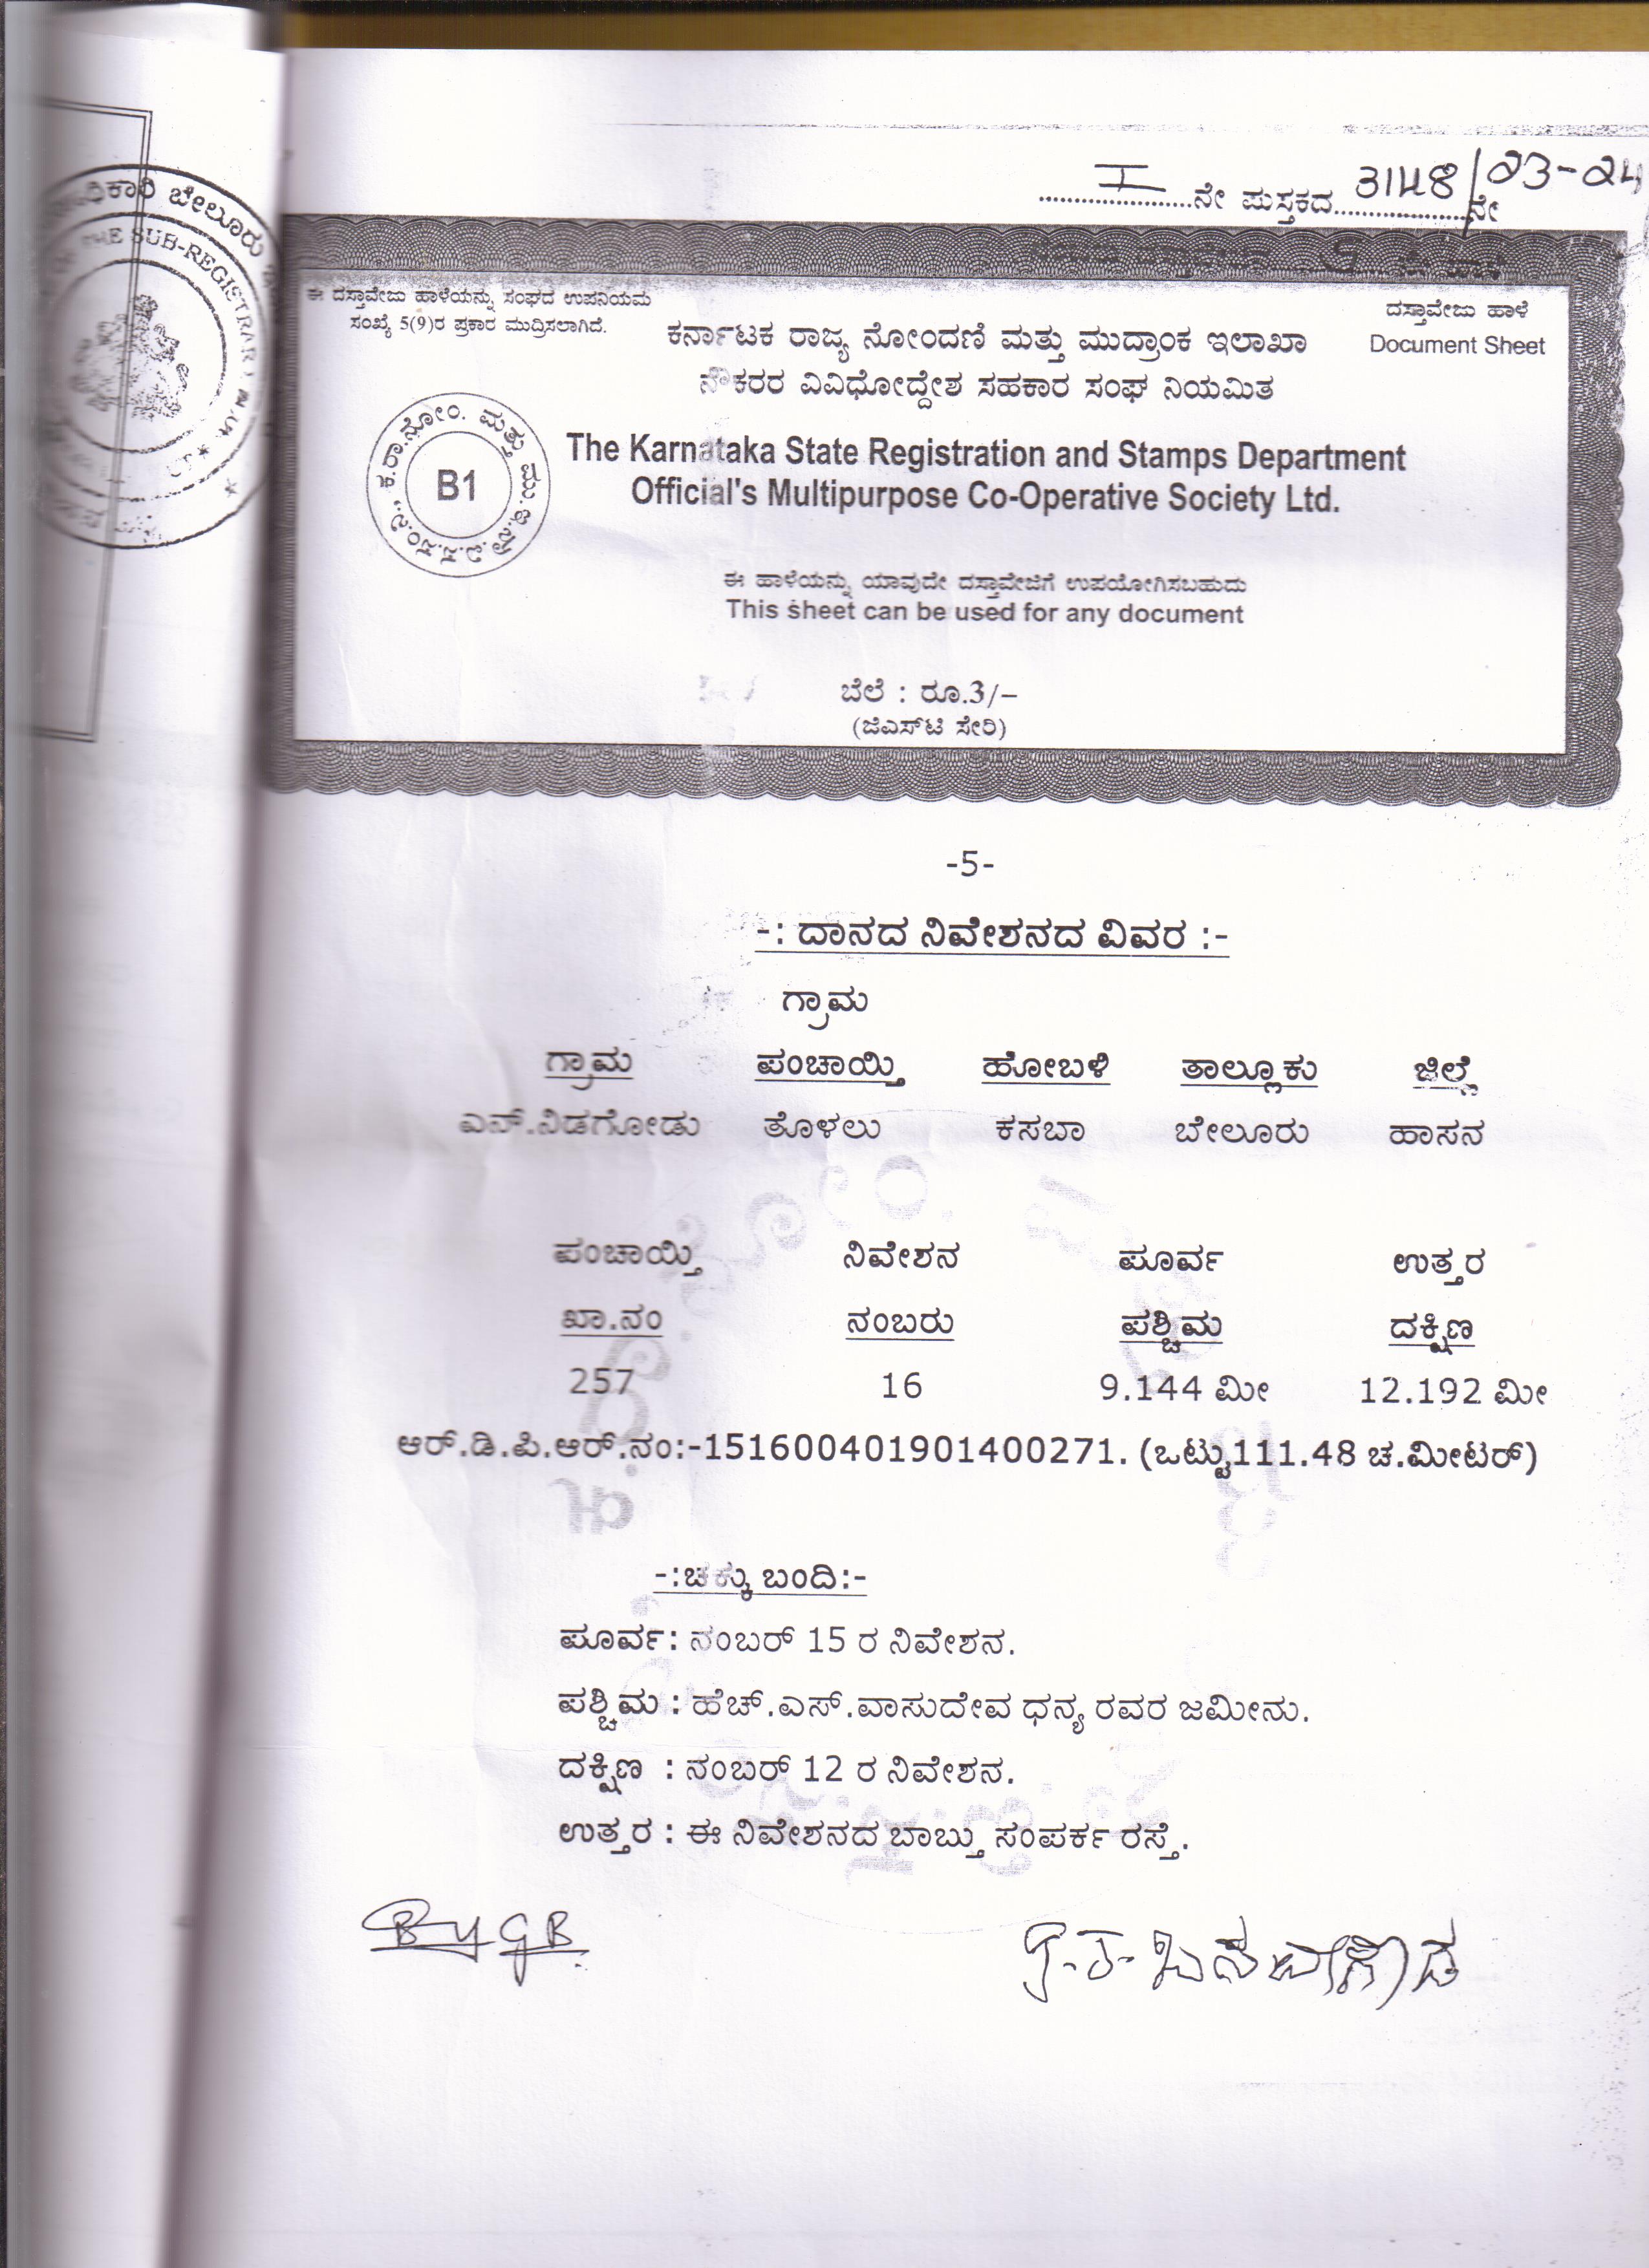 I ನೇ ಪುಸ್ತಕದ 3148/23-24 ನೇ
ಈ ದಸ್ತಾವೇಜು ಹಾಳೆಯನ್ನು ಸಂಘದ ಉಪನಿಯಮ
ಸಂಖ್ಯೆ 5(9)ರ ಪ್ರಕಾರ ಮುದ್ರಿಸಲಾಗಿದೆ.
ದಸ್ತಾವೇಜು ಹಾಳೆ
Document Sheet
ಕರ್ನಾಟಕ ರಾಜ್ಯ ನೋಂದಣಿ ಮತ್ತು ಮುದ್ರಾಂಕ ಇಲಾಖಾ
ನೌಕರರ ವಿವಿಧೋದ್ದೇಶ ಸಹಕಾರ ಸಂಘ ನಿಯಮಿತ
B1
The Karnataka State Registration and Stamps Department
Official's Multipurpose Co-Operative Society Ltd.
ಈ ಹಾಳೆಯನ್ನು ಯಾವುದೇ ದಸ್ತಾವೇಜಿಗೆ ಉಪಯೋಗಿಸಬಹುದು
This sheet can be used for any document
ಬೆಲೆ : ರೂ.3/-
(ಜಿಎಸ್‌ಟಿ ಸೇರಿ)
ಬೇಲೂರು
THE SUB-REGISTRAR
-5-
-: ದಾನದ ನಿವೇಶನದ ವಿವರ :-
ಗ್ರಾಮ
ಗ್ರಾಮ ಪಂಚಾಯ್ತಿ ಹೋಬಳಿ ತಾಲ್ಲೂಕು ಜಿಲ್ಲೆ
ಎನ್.ನಿಡಗೋಡು ತೊಳಲು ಕಸಬಾ ಬೇಲೂರು ಹಾಸನ
ಪಂಚಾಯ್ತಿ ನಿವೇಶನ ಪೂರ್ವ ಉತ್ತರ
ಖಾ.ನಂ ನಂಬರು ಪಶ್ಚಿಮ ದಕ್ಷಿಣ
257 16 9.144 ಮೀ 12.192 ಮೀ
ಆರ್.ಡಿ.ಪಿ.ಆರ್.ನಂ:-151600401901400271. (ಒಟ್ಟು111.48 ಚ.ಮೀಟರ್)
-:ಚಕ್ಕುಬಂದಿ:-
ಪೂರ್ವ: ನಂಬರ್ 15 ರ ನಿವೇಶನ.
ಪಶ್ಚಿಮ : ಹೆಚ್.ಎಸ್.ವಾಸುದೇವ ಧನ್ಯ ರವರ ಜಮೀನು.
ದಕ್ಷಿಣ : ನಂಬರ್ 12 ರ ನಿವೇಶನ.
ಉತ್ತರ : ಈ ನಿವೇಶನದ ಬಾಬ್ತು ಸಂಪರ್ಕ ರಸ್ತೆ.